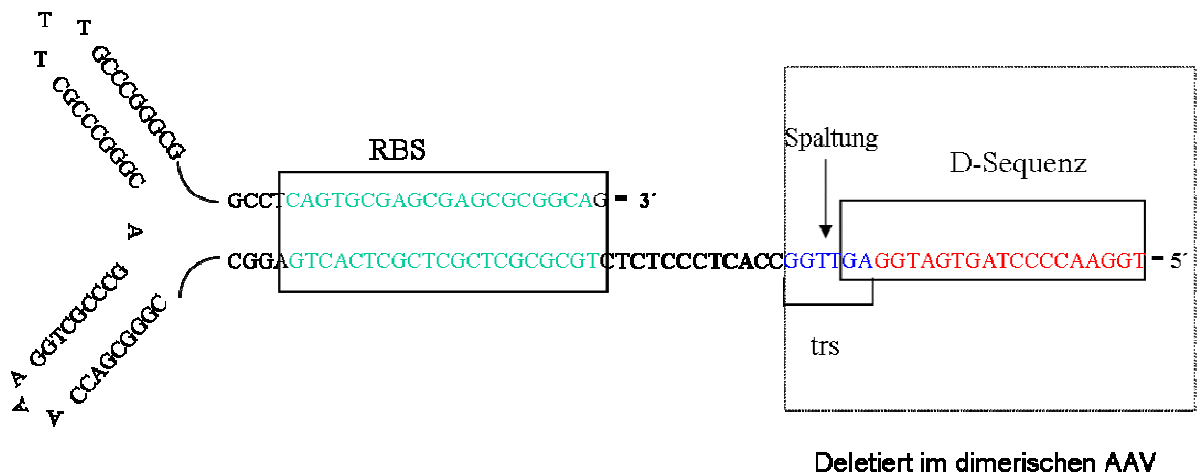 T
T
T
GCCCGGGCG
CGCCCGGGC
Spaltung
RBS
D-Sequenz
GCCTCAGTGCGAGCGAGCGCGGCAG - 3´
A
CGGAGTCACTCGCTCGCTCGCGCGTCTCTCCCTCACCGGTTGAGGTAGTGATCCCCAAGGT - 5´
GGTCGCCCG
CCAGCGGGC
A
A
A
trs
Deletiert im dimerischen AAV